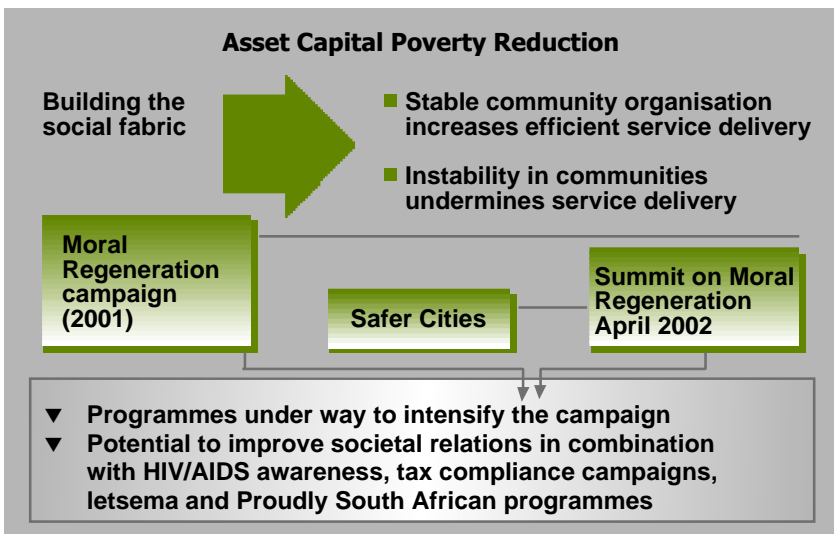 Asset Capital Poverty Reduction
Building the
social fabric
Stable community organisation
increases efficient service delivery
Instability in communities
undermines service delivery
Moral
Regeneration
campaign
(2001)
Safer Cities
Summit on Moral
Regeneration
April 2002
Programmes under way to intensify the campaign
Potential to improve societal relations in combination
with HIV/AIDS awareness, tax compliance campaigns,
letsema and Proudly South African programmes